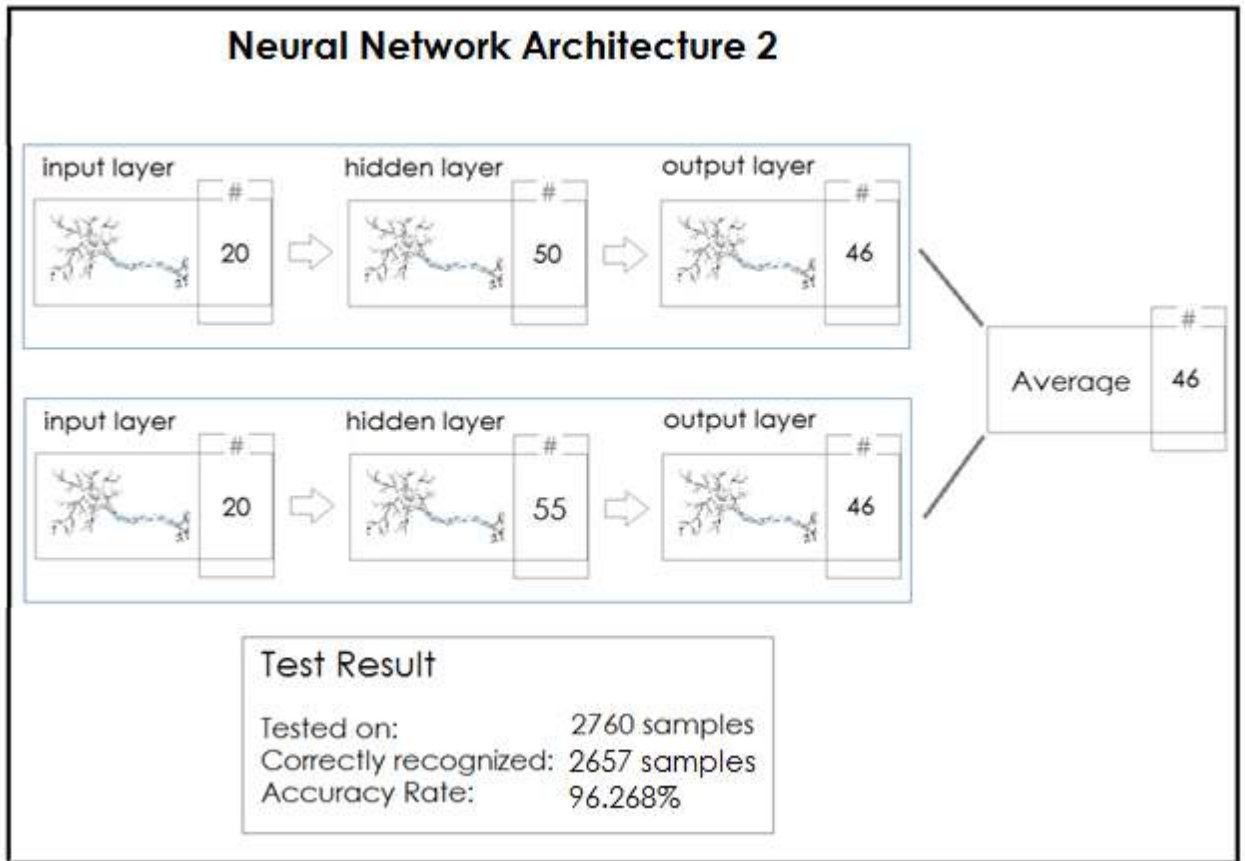 Neural Network Architecture 2
input layer hidden layer output layer
# # #
20 50 46
#
Average 46
input layer hidden layer output layer
# # #
20 55 46
Test Result
Tested on: 2760 samples
Correctly recognized: 2657 samples
Accuracy Rate: 96.268%